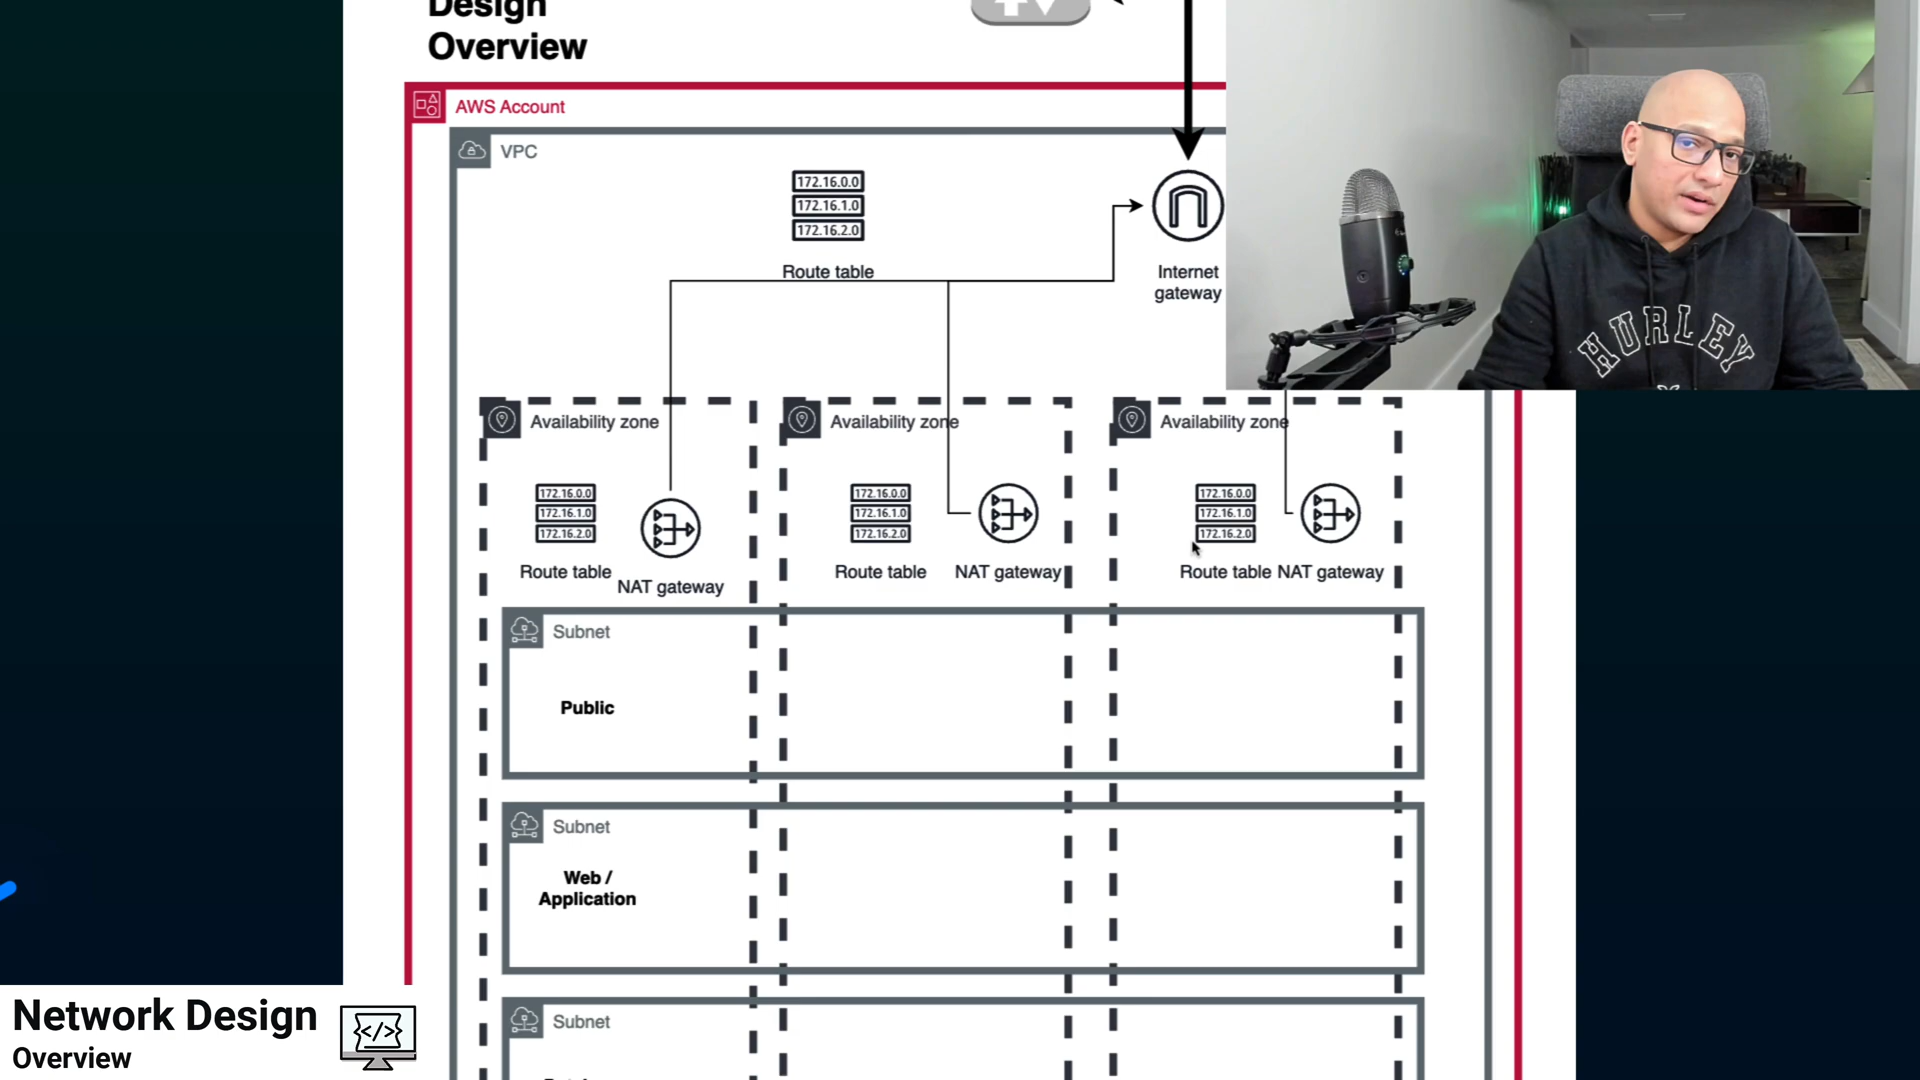 Design
Overview
AWS Account
VPC
172.16.0.0
172.16.1.0
172.16.2.0
Route table
Internet
gateway
HURLEY
Availability zone
Availability zone
Availability zone
172.16.0.0
172.16.1.0
172.16.2.0
Route table
NAT gateway
172.16.0.0
172.16.1.0
172.16.2.0
Route table
NAT gateway
172.16.0.0
172.16.1.0
172.16.2.0
Route table
NAT gateway
Subnet
Public
Subnet
Web /
Application
Subnet
Network Design
</>
Overview